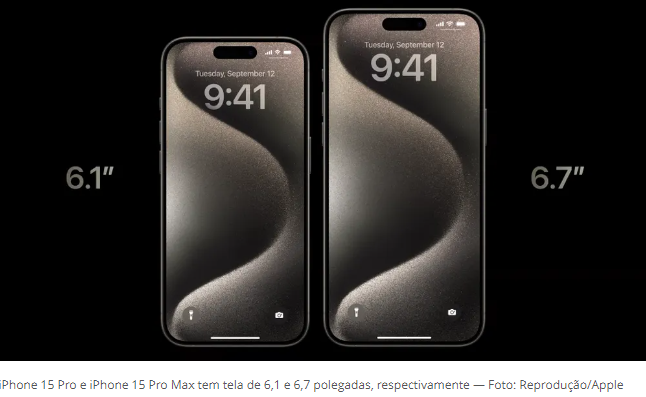 Tuesday, September 12
9:41
Tuesday, September 12
9:41
6.1"
6.7"
iPhone 15 Pro e iPhone 15 Pro Max tem tela de 6,1 e 6,7 polegadas, respectivamente — Foto: Reprodução/Apple